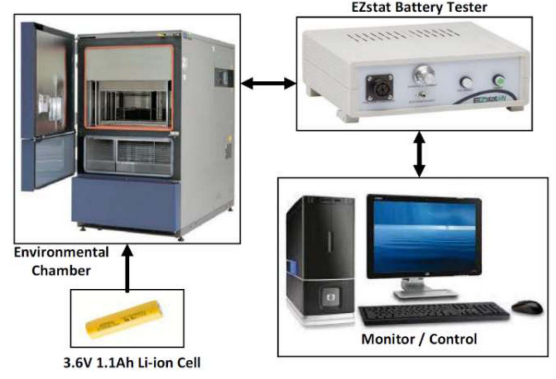 EZstat Battery Tester
Environmental
Chamber
3.6V 1.1Ah Li-ion Cell
Monitor / Control